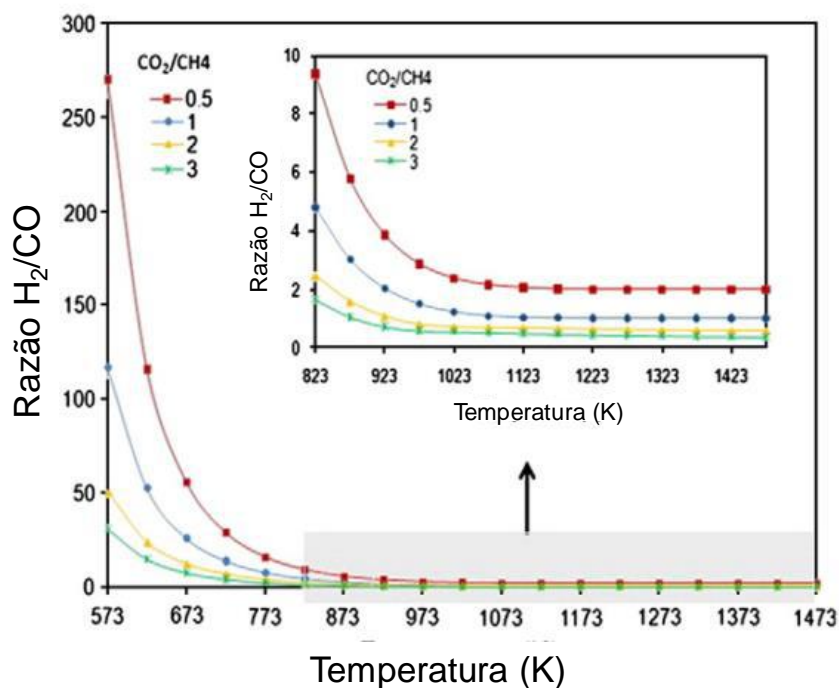 300
250
200
150
100
50
0
Razão H₂/CO
CO₂/CH4
0.5
1
2
3
10
8
6
4
2
0
Razão H₂/CO
CO₂/CH4
0.5
1
2
3
823 923 1023 1123 1223 1323 1423
Temperatura (K)
573 673 773 873 973 1073 1173 1273 1373 1473
Temperatura (K)